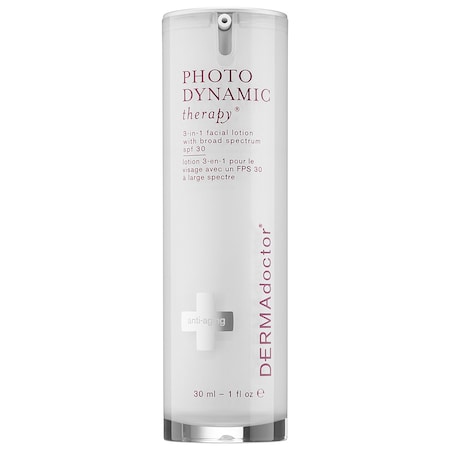 PHOTO
DYNAMIC
therapy®
3-in-1 facial lotion
with broad spectrum
spf 30
lotion 3-en-1 pour le
visage avec un FPS 30
à large spectre
DERMAdoctor®
anti-aging
30 ml – 1 fl oz ℮